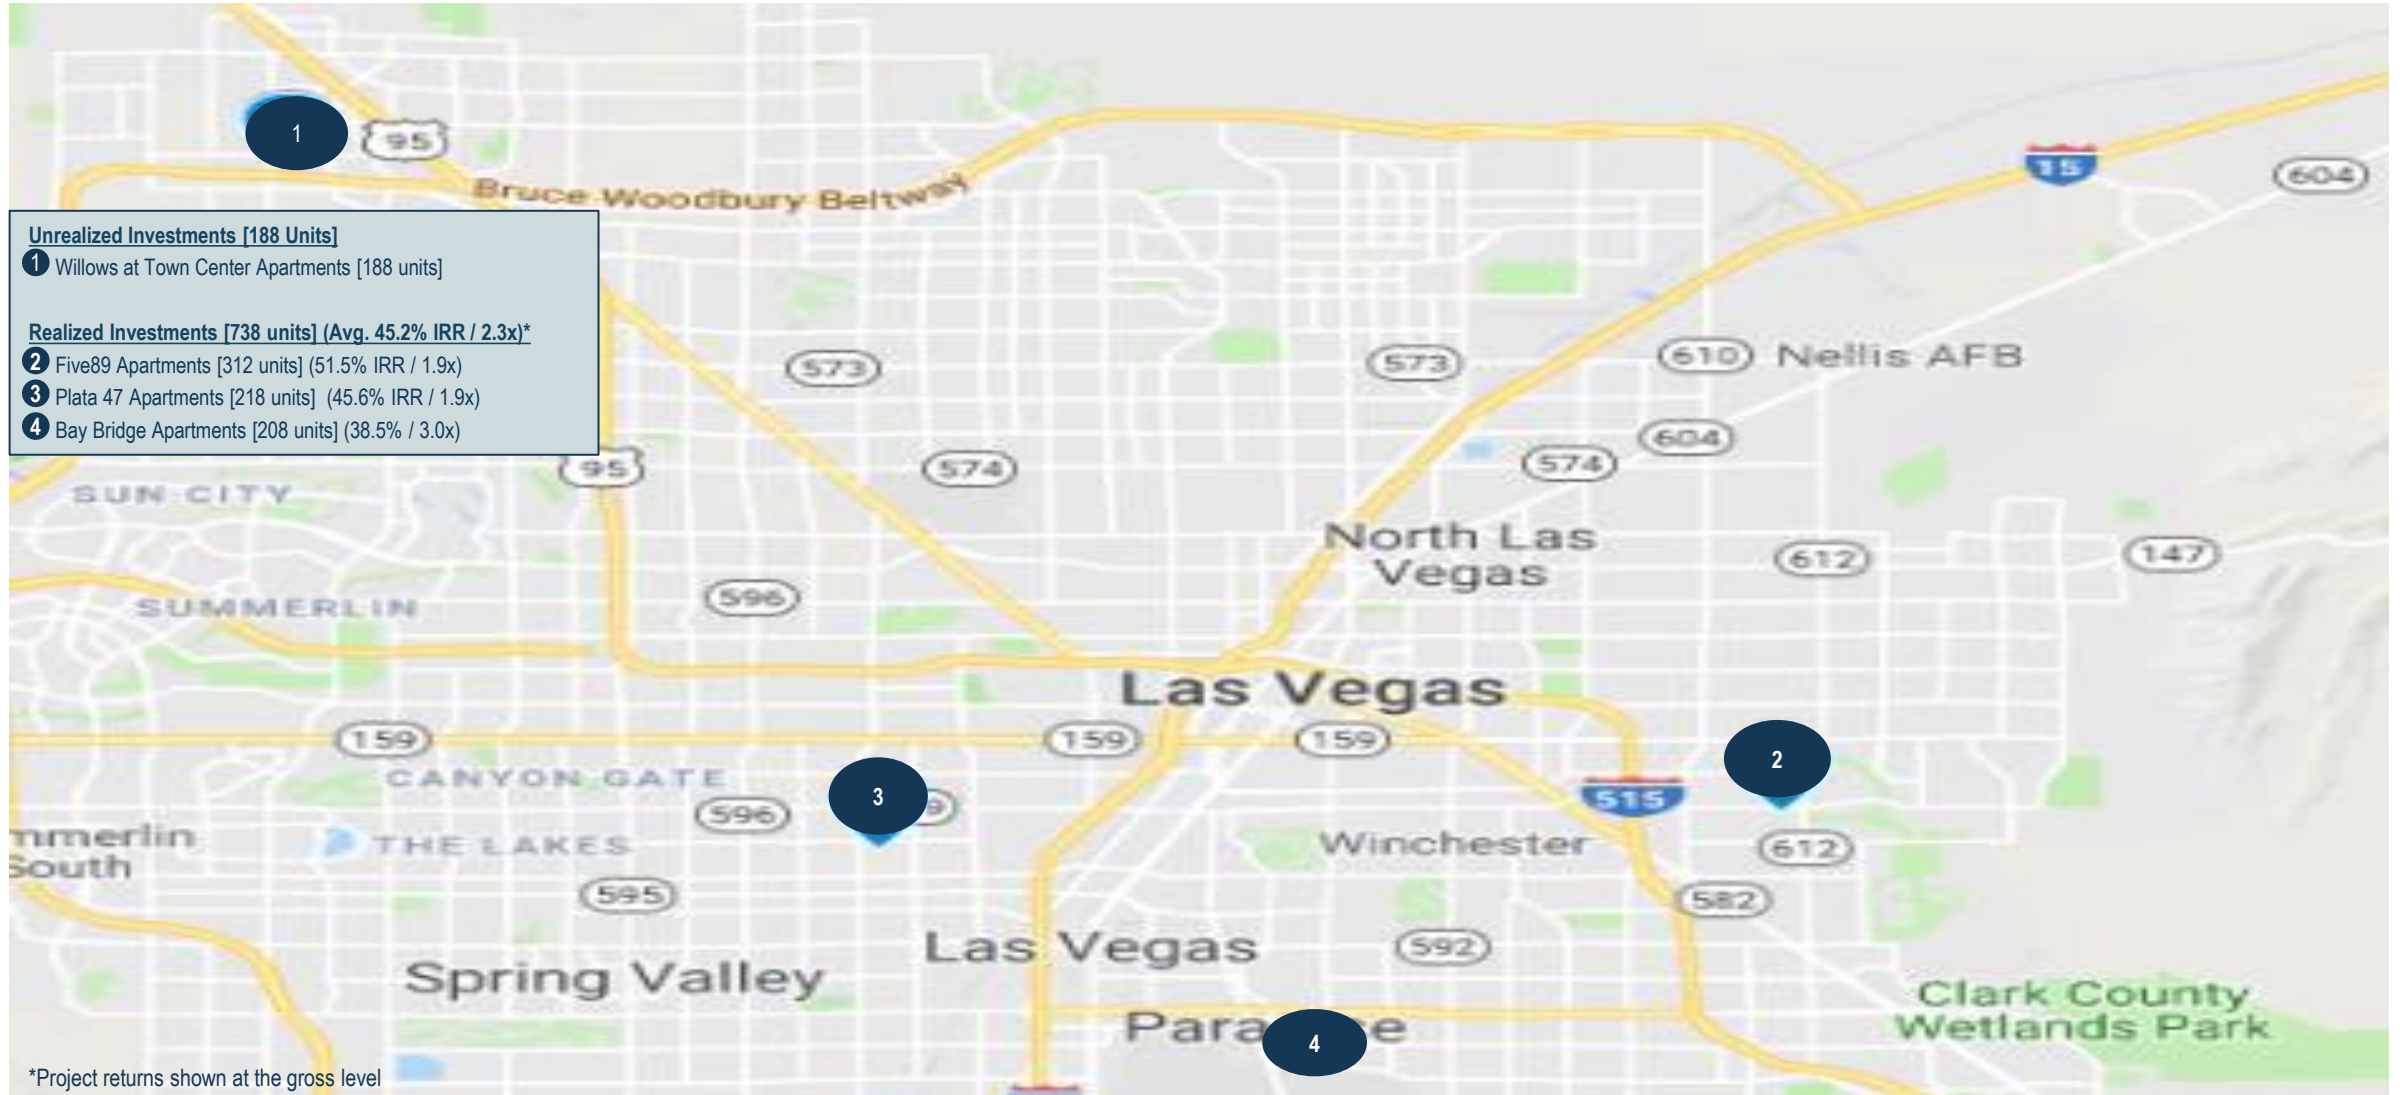 1
95
Bruce Woodbury Beltway
15
604
Unrealized Investments [188 Units]
1 Willows at Town Center Apartments [188 units]
Realized Investments [738 units] (Avg. 45.2% IRR / 2.3x)*
2 Five89 Apartments [312 units] (51.5% IRR / 1.9x)
3 Plata 47 Apartments [218 units] (45.6% IRR / 1.9x)
4 Bay Bridge Apartments [208 units] (38.5% / 3.0x)
573
573
610
Nellis AFB
604
95
574
574
SUN CITY
North Las
Vegas
612
147
596
SUMMERLIN
Las Vegas
159
159
159
2
CANYON GATE
3
9
596
515
mmerlin
South
THE LAKES
Winchester
612
595
582
Las Vegas
592
Spring Valley
Clark County
Wetlands Park
Para
se
4
*Project returns shown at the gross level